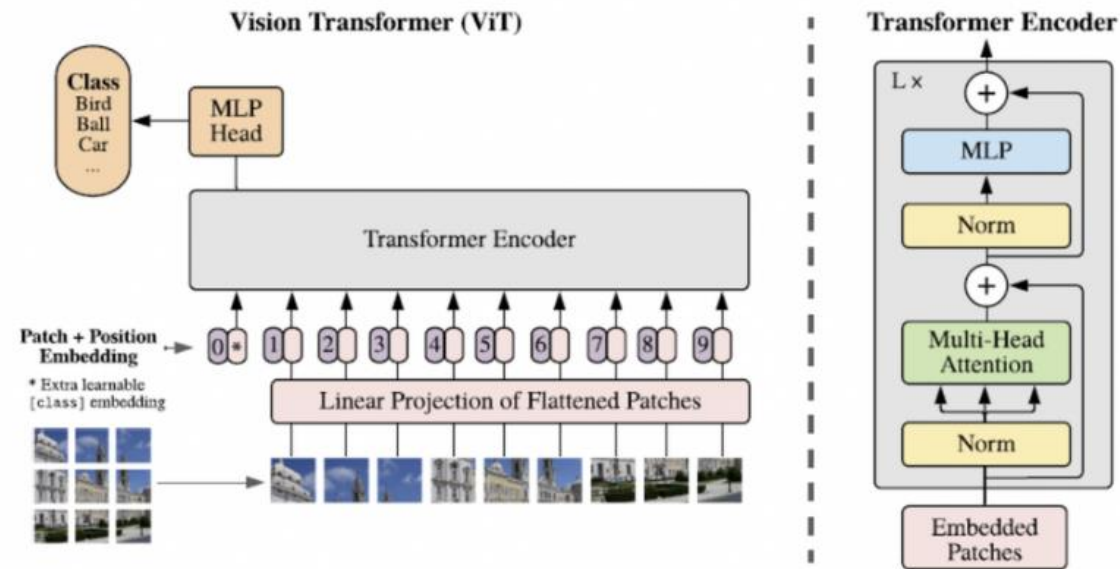 Vision Transformer (ViT)
Class
Bird
Ball
Car
...
MLP
Head
Transformer Encoder
Patch + Position
Embedding
0 * 1 2 3 4 5 6 7 8 9
* Extra learnable
[class] embedding
Linear Projection of Flattened Patches
Transformer Encoder
L ×
+
MLP
Norm
+
Multi-Head
Attention
Norm
Embedded
Patches